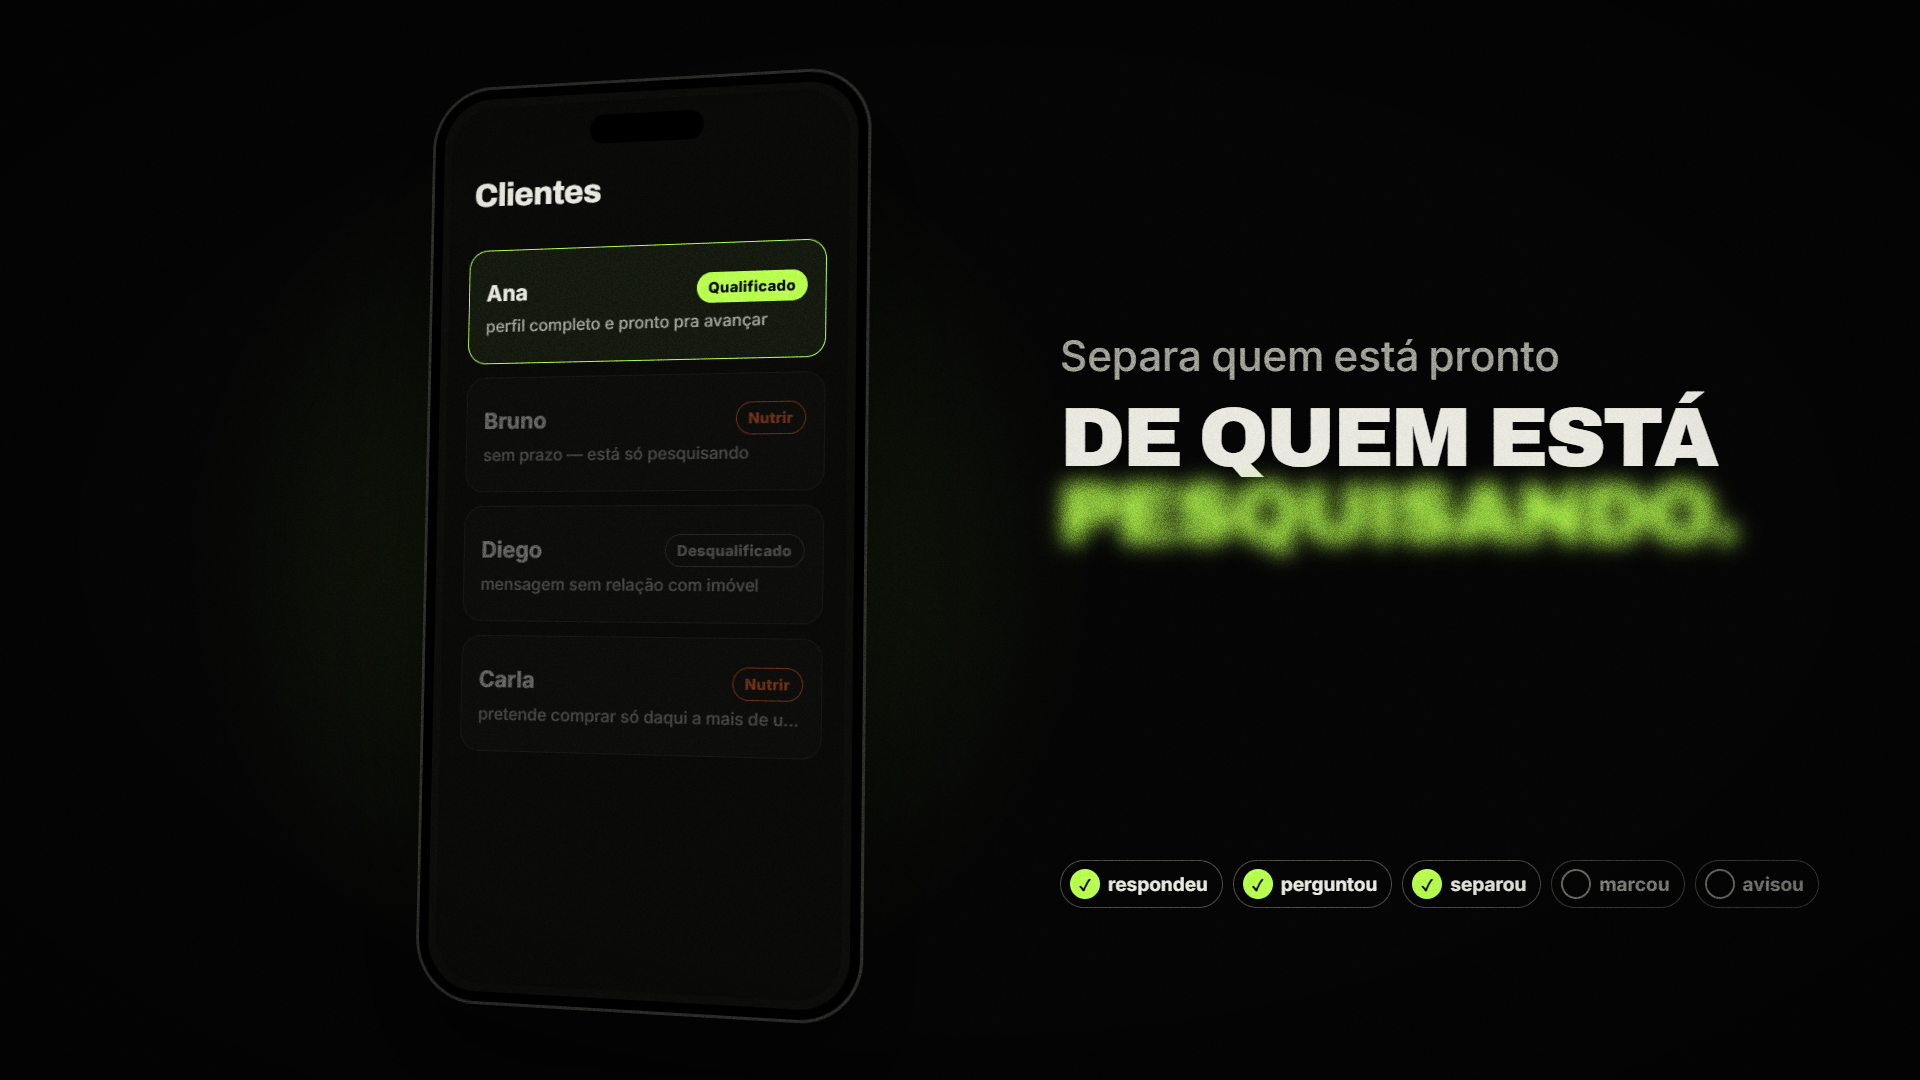 Clientes
Ana
Qualificado
perfil completo e pronto pra avançar
Bruno
Nutrir
sem prazo — está só pesquisando
Diego
Desqualificado
mensagem sem relação com imóvel
Carla
Nutrir
pretende comprar só daqui a mais de u...
Separa quem está pronto
DE QUEM ESTÁ
PESQUISANDO.
✓ respondeu
✓ perguntou
✓ separou
marcou
avisou